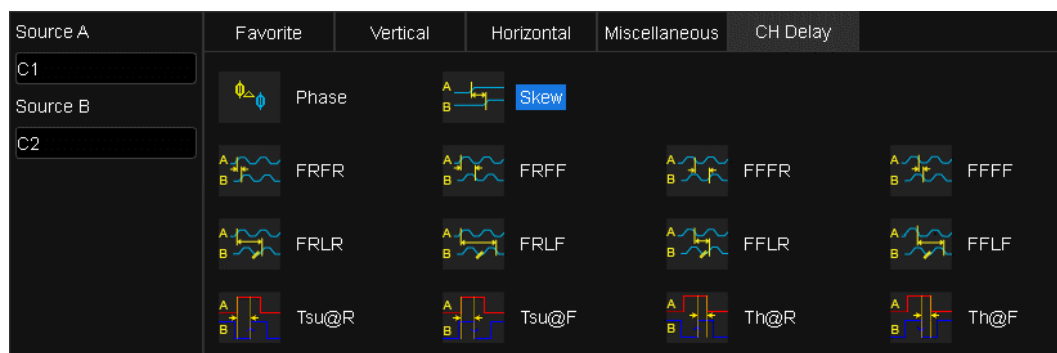 Source A
C1
Source B
C2
Favorite Vertical Horizontal Miscellaneous CH Delay
Phase A B Skew
A B FRFR A B FRFF A B FFFR A B FFFF
A B FRLR A B FRLF A B FFLR A B FFLF
A B Tsu@R A B Tsu@F A B Th@R A B Th@F